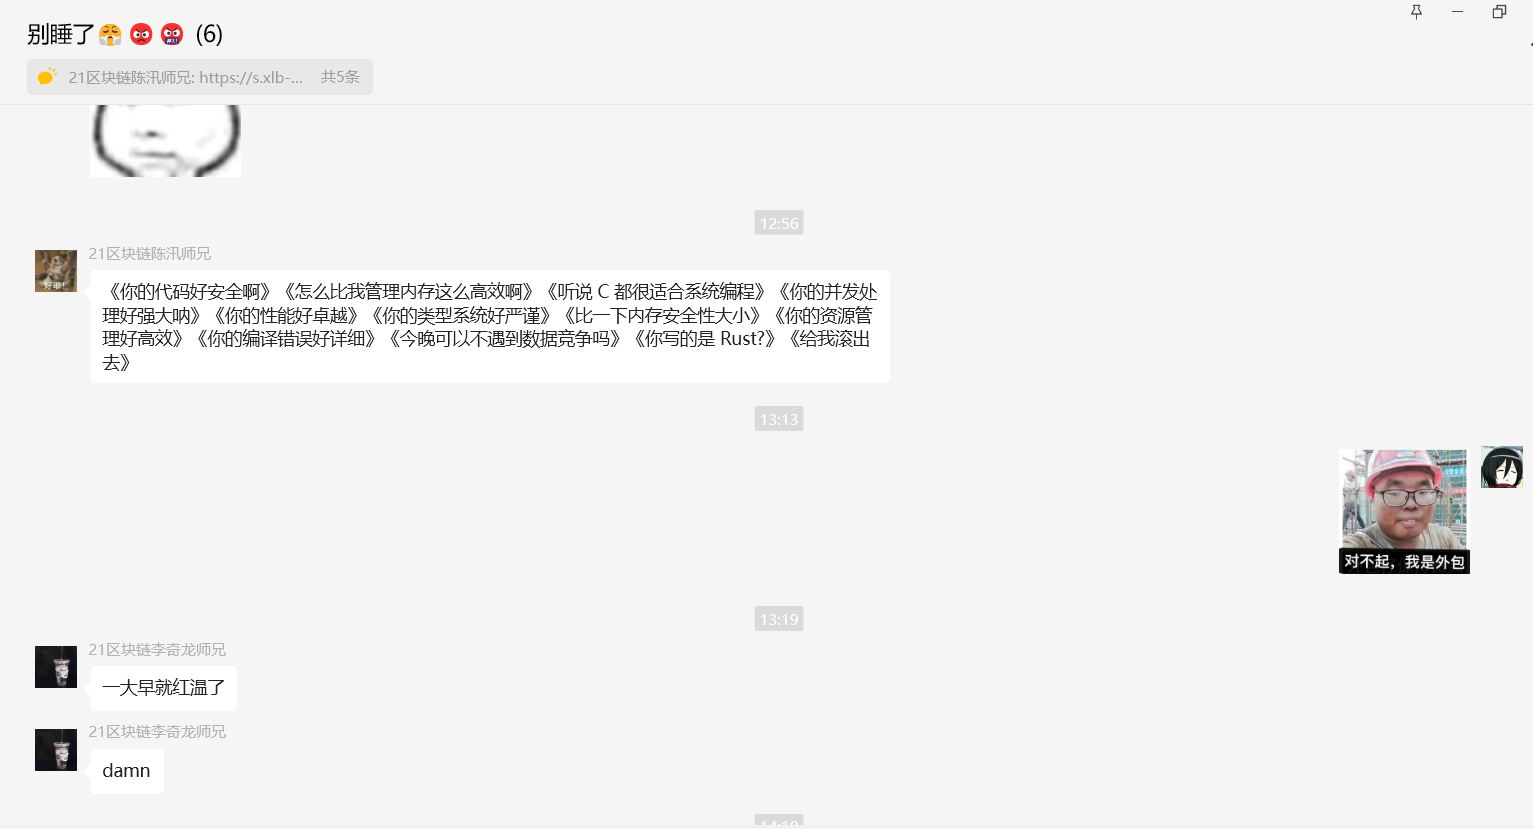 别睡了😤😡🤬 (6)
21区块链陈汛师兄: https://s.xlb-... 共5条
12:56
21区块链陈汛师兄
《你的代码好安全啊》《怎么比我管理内存这么高效啊》《听说 C 都很适合系统编程》《你的并发处
理好强大呐》《你的性能好卓越》《你的类型系统好严谨》《比一下内存安全性大小》《你的资源管
理好高效》《你的编译错误好详细》《今晚可以不遇到数据竞争吗》《你写的是 Rust?》《给我滚出
去》
13:13
对不起，我是外包
13:19
21区块链李奇龙师兄
一大早就红温了
21区块链李奇龙师兄
damn